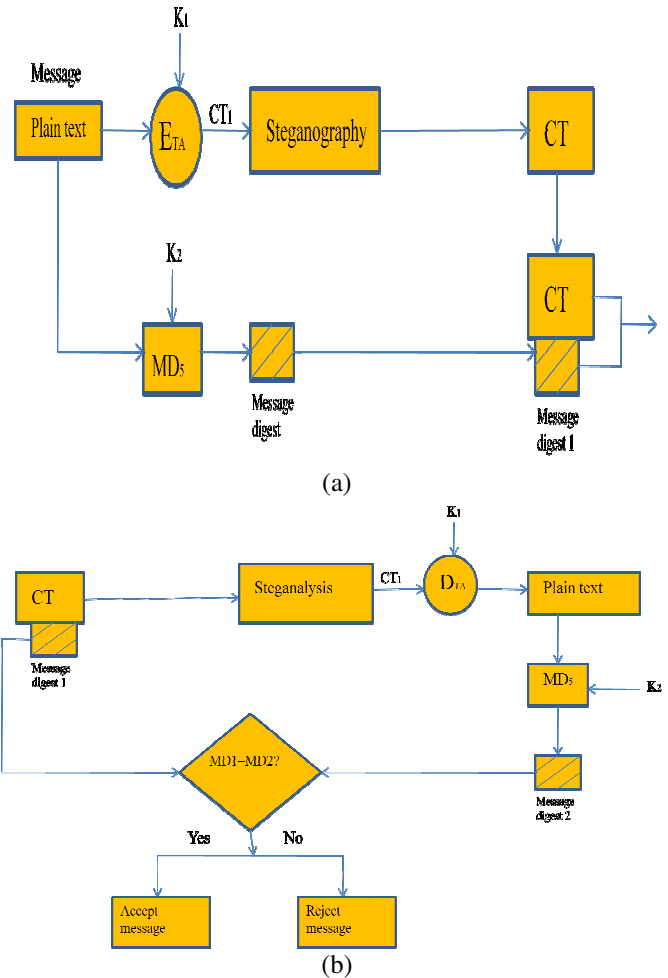 K1
Message
Plain text
ETA
CT1
Steganography
CT
K2
CT
MD5
Message
digest
Message
digest 1
(a)
K1
CT
Steganalysis
CT1
DTA
Plain text
Message
digest 1
MD5
K2
MD1=MD2?
Message
digest 2
Yes
No
Accept
message
Reject
message
(b)